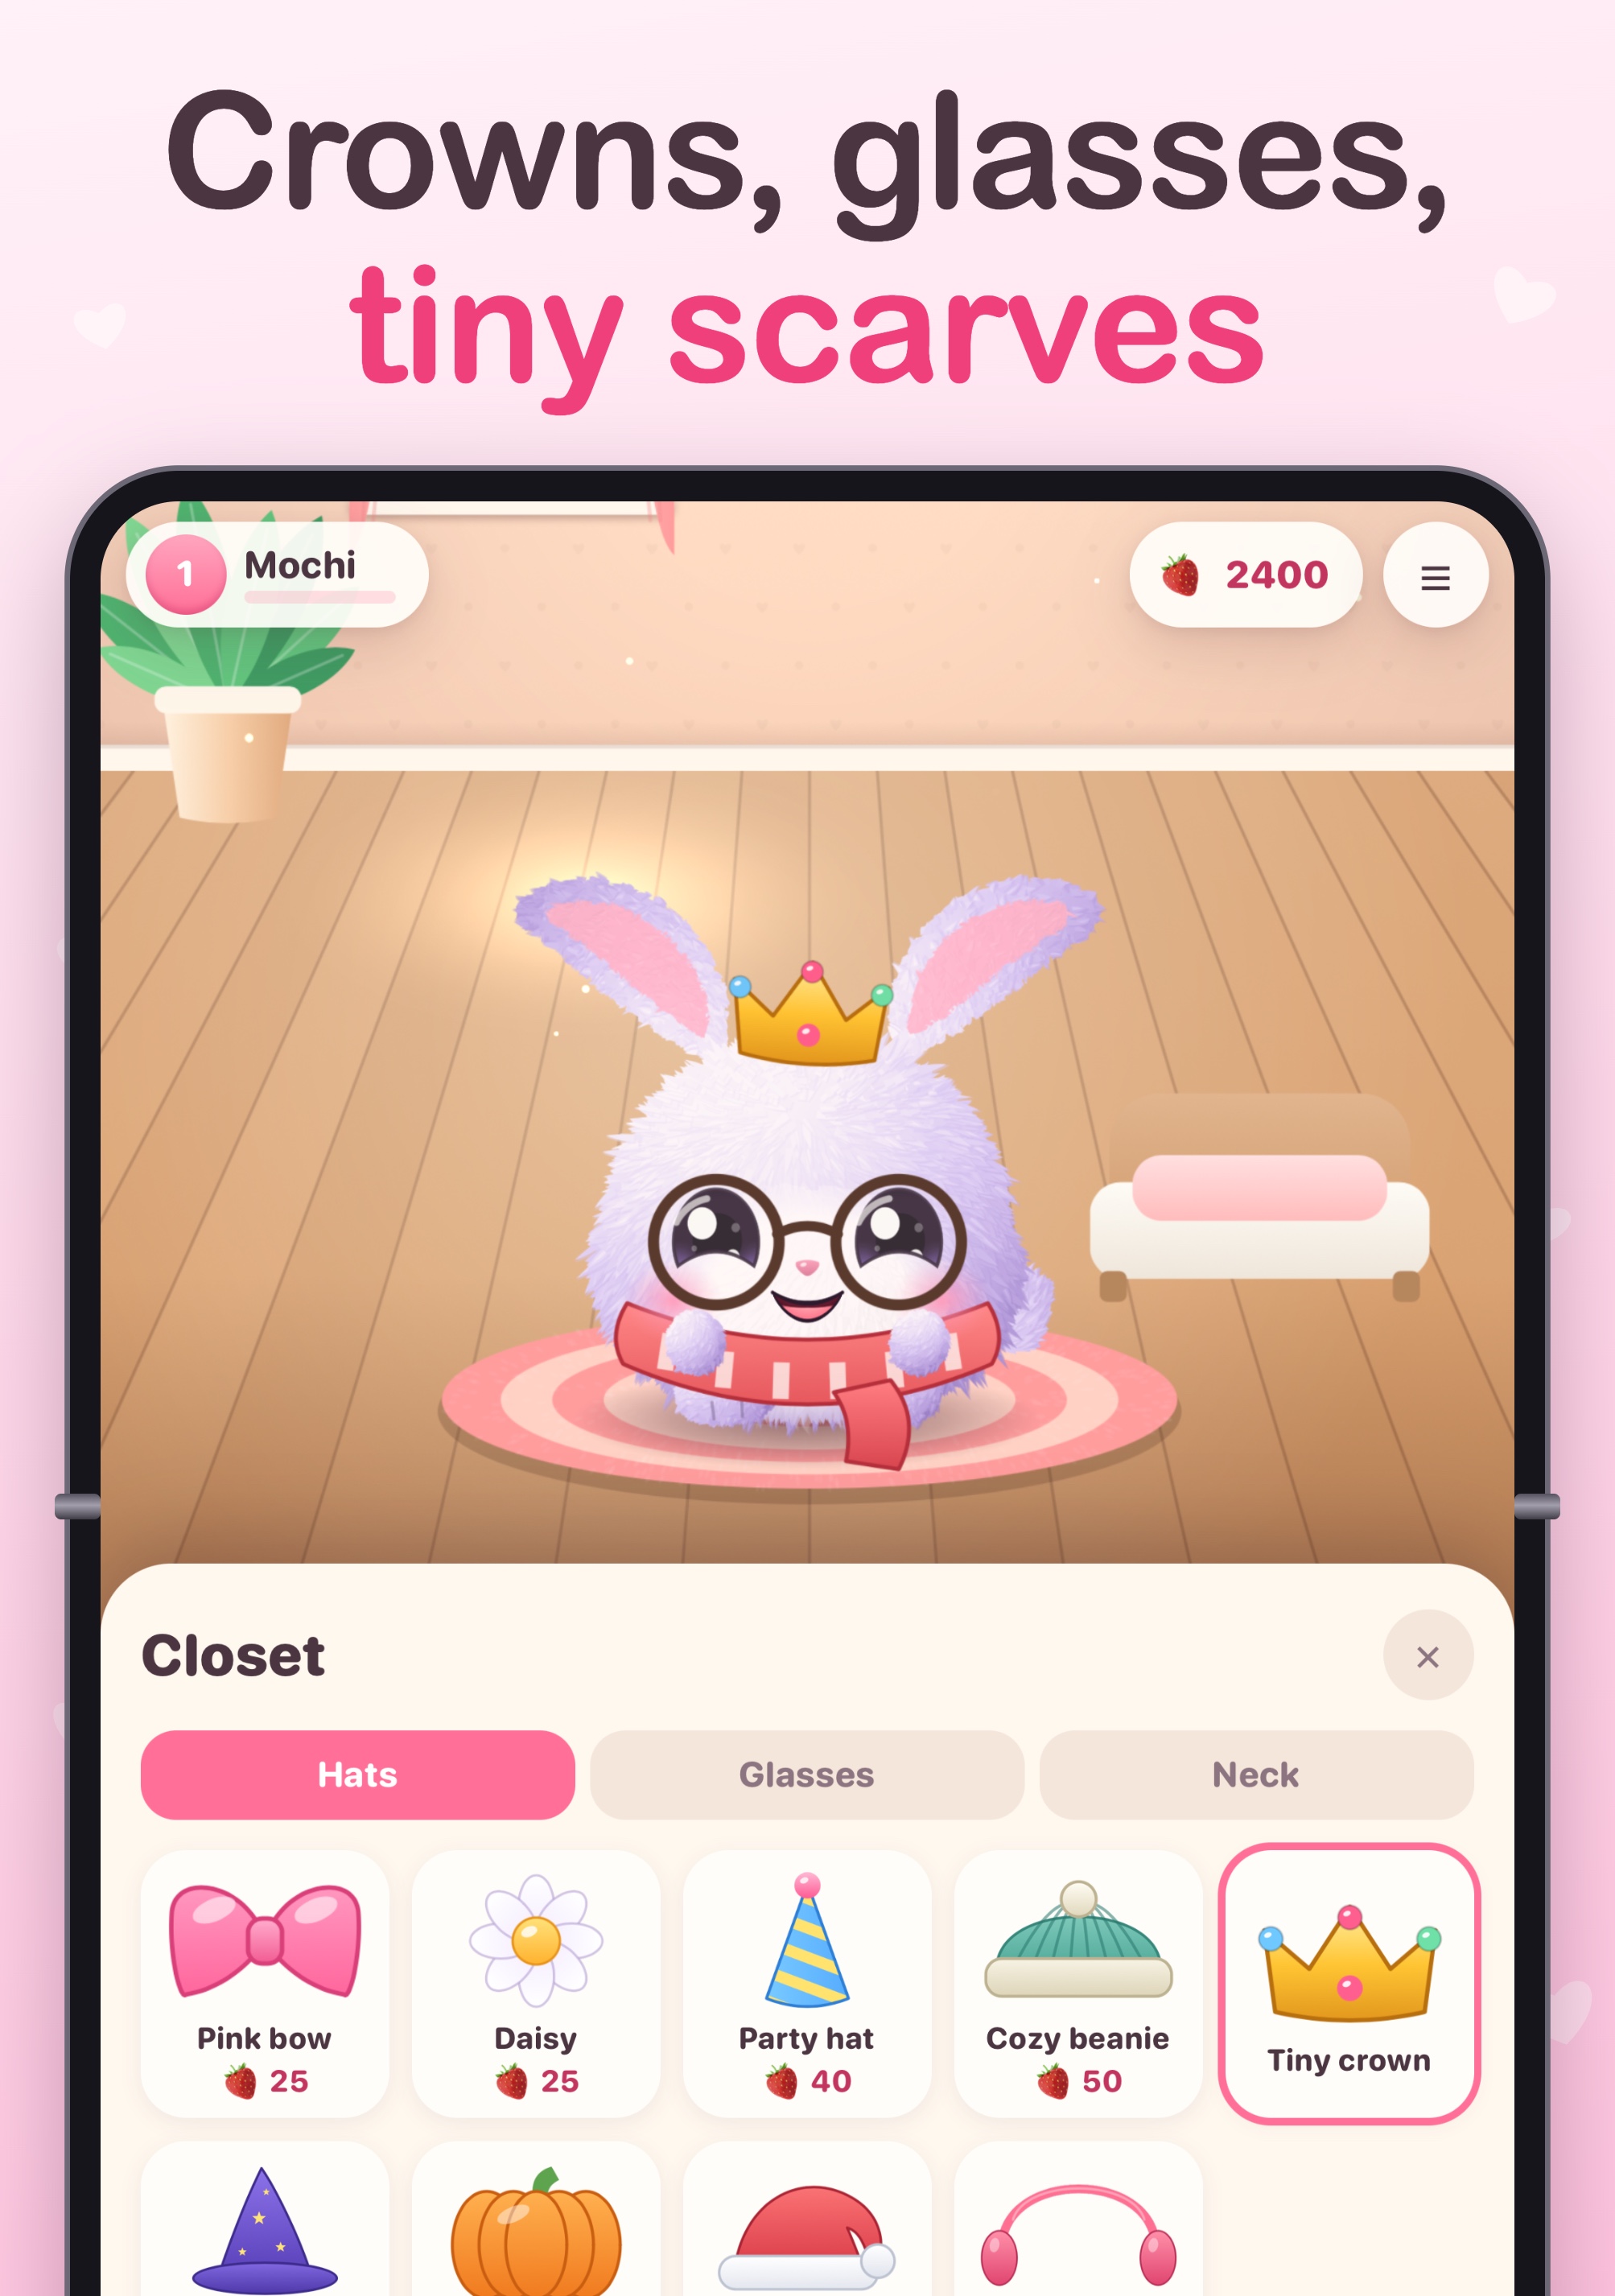 Crowns, glasses,
tiny scarves
1 Mochi
2400
Closet
Hats Glasses Neck
Pink bow Daisy Party hat Cozy beanie Tiny crown
25 25 40 50